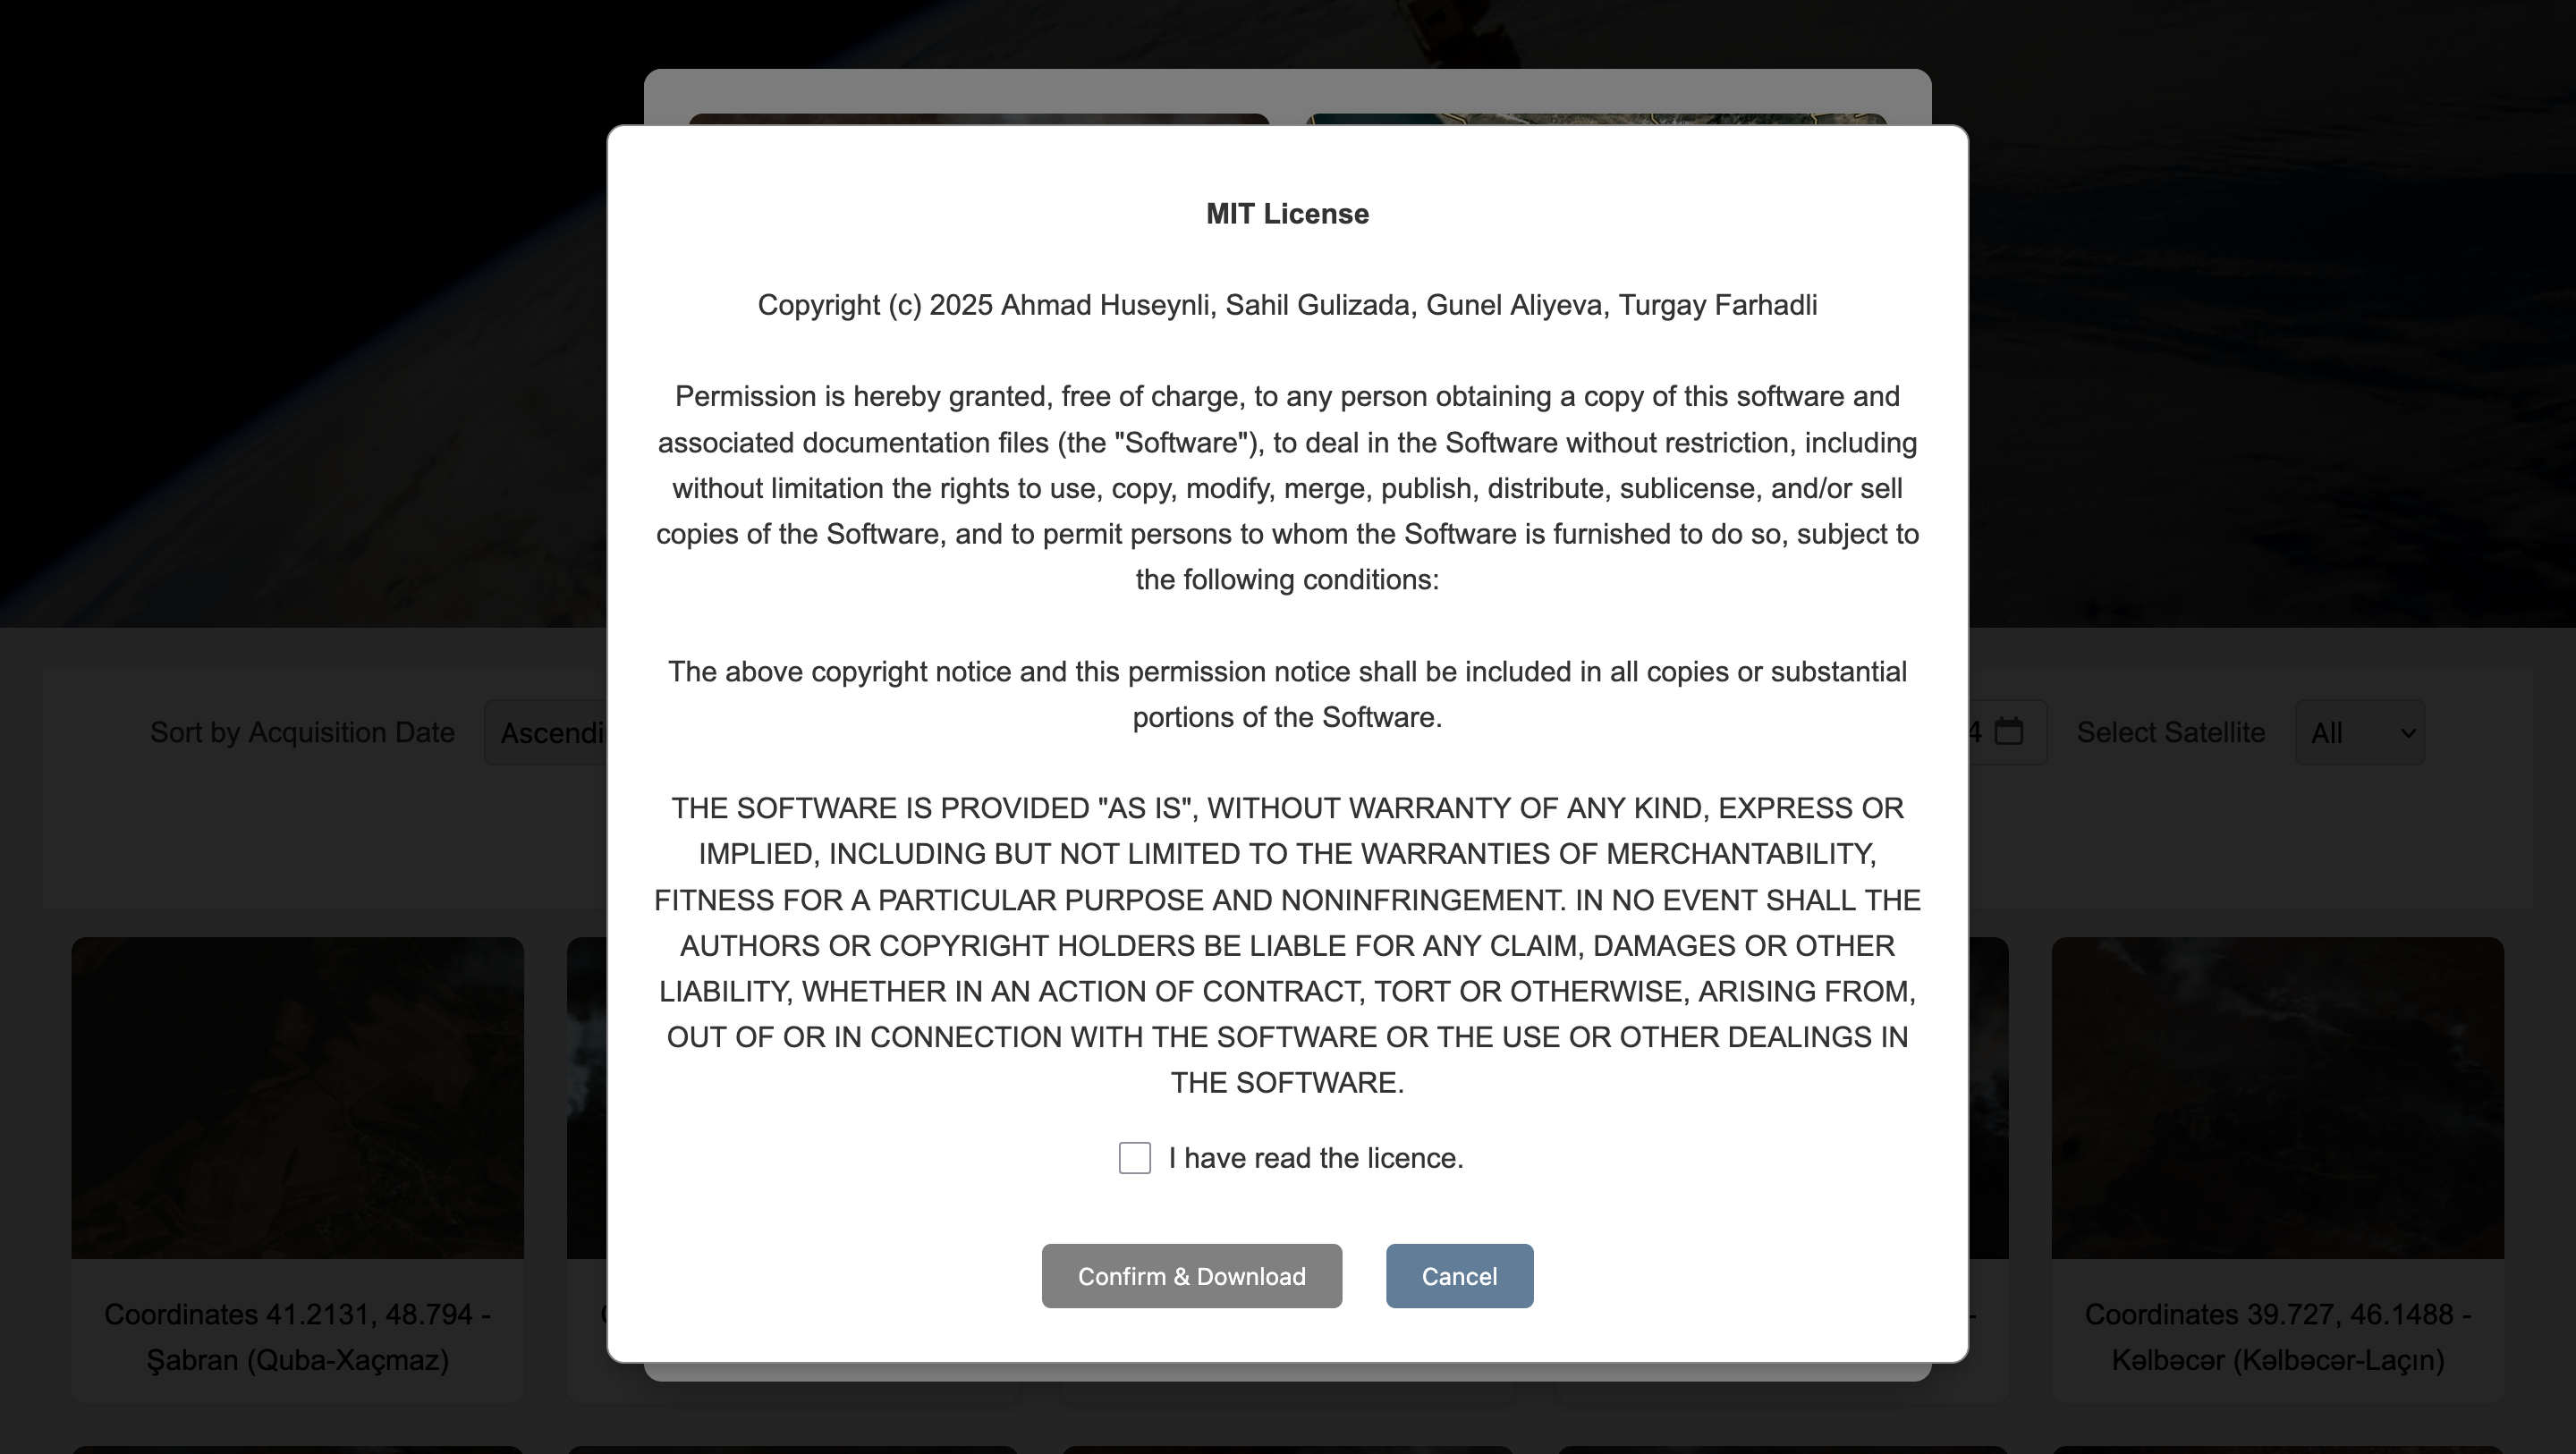 MIT License
Copyright (c) 2025 Ahmad Huseynli, Sahil Gulizada, Gunel Aliyeva, Turgay Farhadli
Permission is hereby granted, free of charge, to any person obtaining a copy of this software and
associated documentation files (the "Software"), to deal in the Software without restriction, including
without limitation the rights to use, copy, modify, merge, publish, distribute, sublicense, and/or sell
copies of the Software, and to permit persons to whom the Software is furnished to do so, subject to
the following conditions:
The above copyright notice and this permission notice shall be included in all copies or substantial
portions of the Software.
THE SOFTWARE IS PROVIDED "AS IS", WITHOUT WARRANTY OF ANY KIND, EXPRESS OR
IMPLIED, INCLUDING BUT NOT LIMITED TO THE WARRANTIES OF MERCHANTABILITY,
FITNESS FOR A PARTICULAR PURPOSE AND NONINFRINGEMENT. IN NO EVENT SHALL THE
AUTHORS OR COPYRIGHT HOLDERS BE LIABLE FOR ANY CLAIM, DAMAGES OR OTHER
LIABILITY, WHETHER IN AN ACTION OF CONTRACT, TORT OR OTHERWISE, ARISING FROM,
OUT OF OR IN CONNECTION WITH THE SOFTWARE OR THE USE OR OTHER DEALINGS IN
THE SOFTWARE.
I have read the licence.
Confirm & Download Cancel
Sort by Acquisition Date Ascendi
4 Select Satellite All
Coordinates 41.2131, 48.794 -
Şabran (Quba-Xaçmaz)
Coordinates 39.727, 46.1488 -
Kəlbəcər (Kəlbəcər-Laçın)